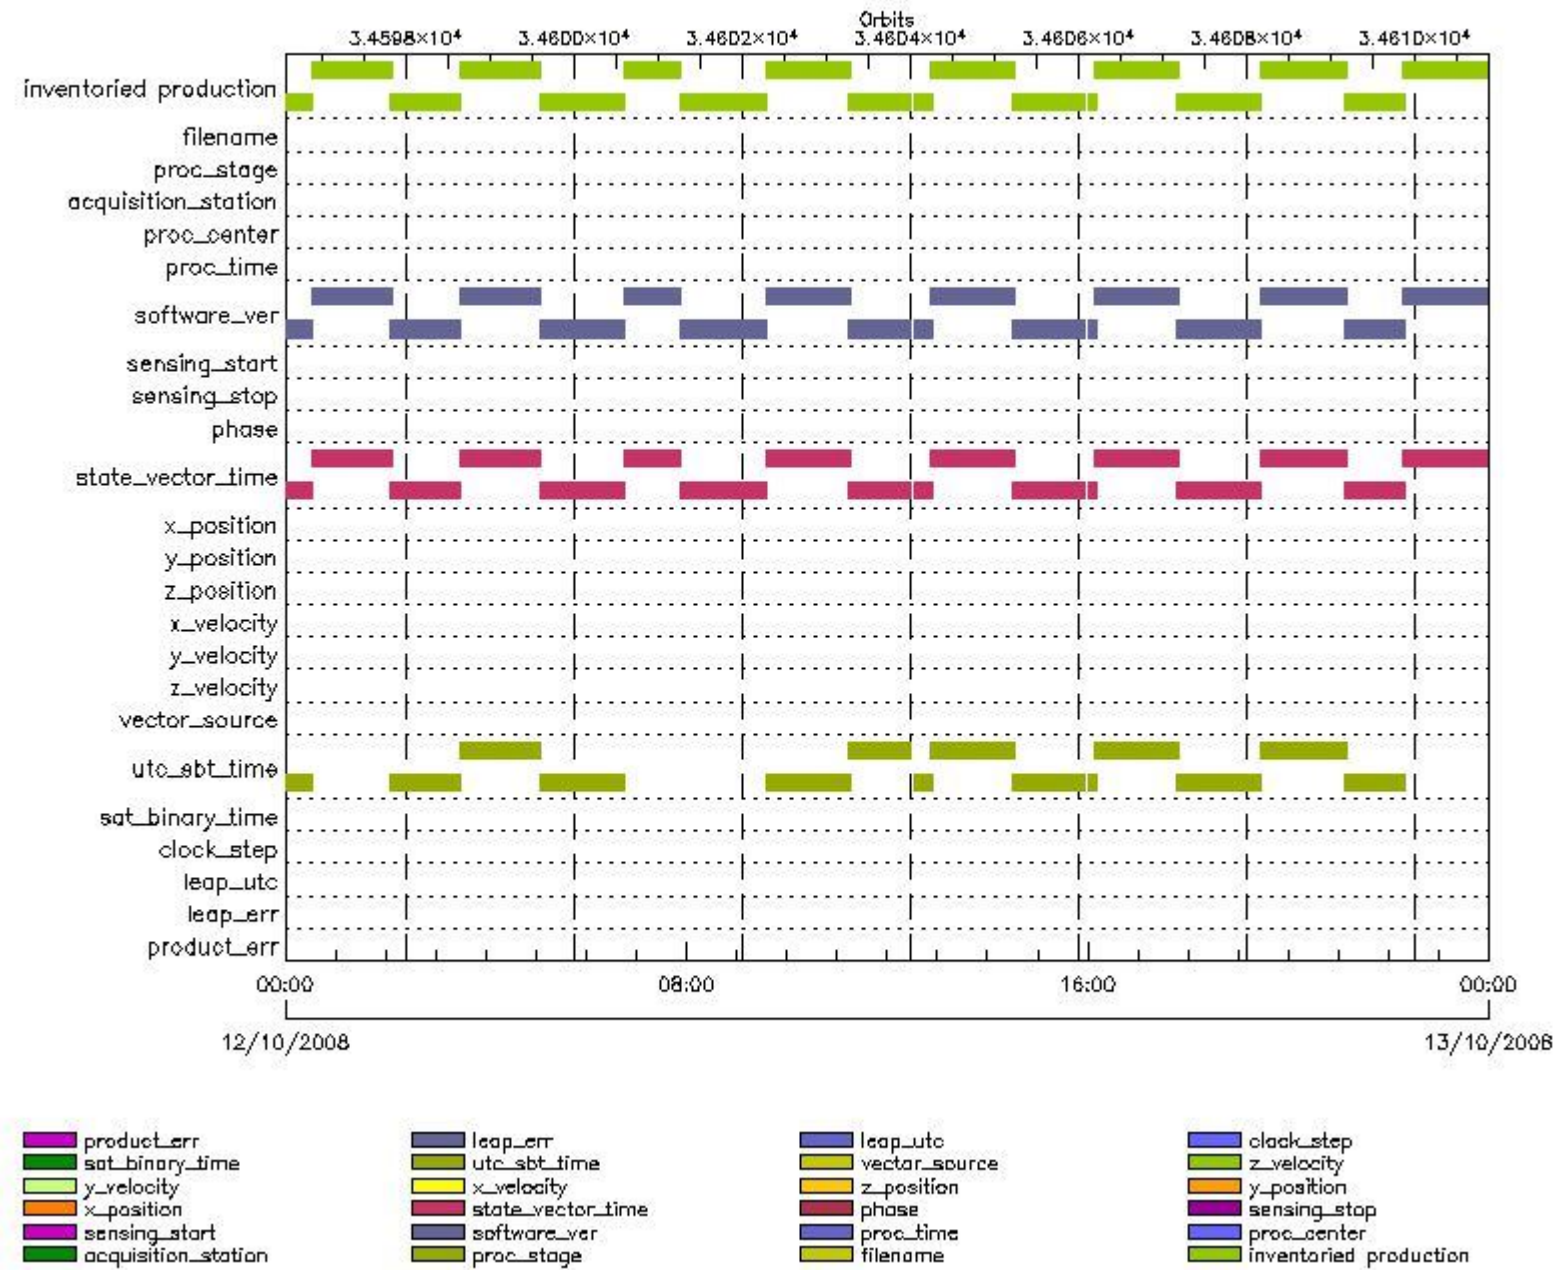 Orbits
3.4598×10⁴ 3.4600×10⁴ 3.4602×10⁴ 3.4604×10⁴ 3.4606×10⁴ 3.4608×10⁴ 3.4610×10⁴
inventoried production
filename
proc_stage
acquisition_station
proc_center
proc_time
software_ver
sensing_start
sensing_stop
phase
state_vector_time
x_position
y_position
z_position
x_velocity
y_velocity
z_velocity
vector_source
utc_sbt_time
sat_binary_time
clock_step
leap_utc
leap_err
product_err
00:00 08:00 16:00 00:00
12/10/2008 13/10/2008
product_err leap_err leap_utc clock_step
sat_binary_time utc_sbt_time vector_source z_velocity
y_velocity x_velocity z_position y_position
x_position state_vector_time phase sensing_stop
sensing_start software_ver proc_time proc_center
acquisition_station proc_stage filename inventoried production